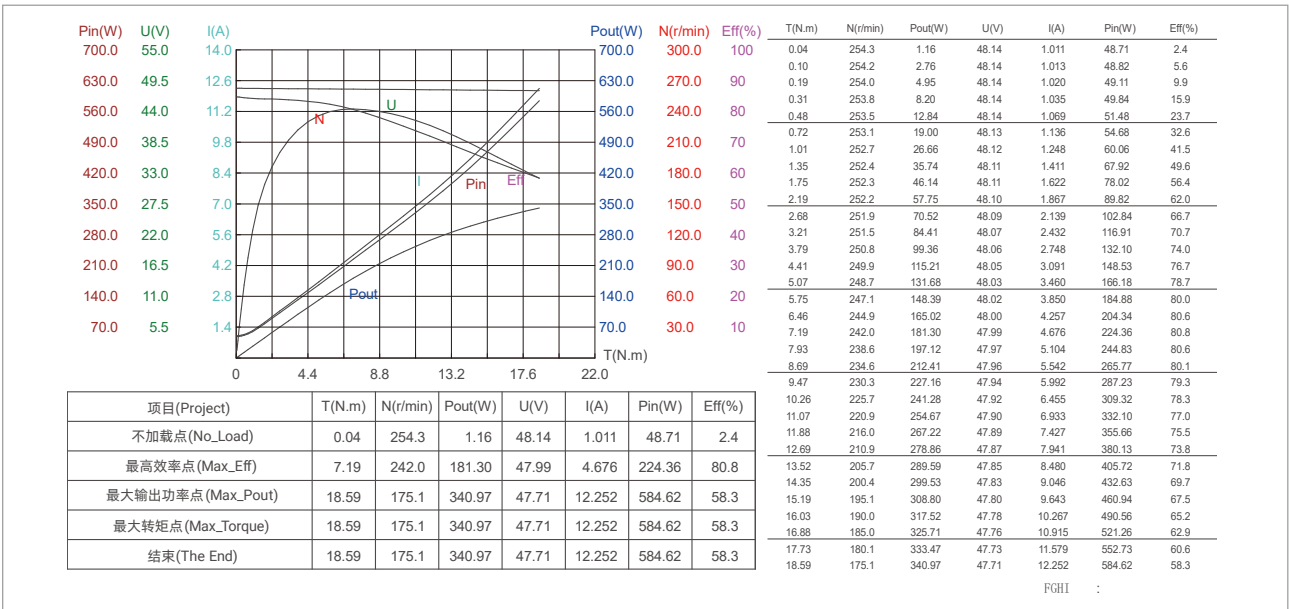 Pin(W) U(V) I(A) Pout(W) N(r/min) Eff(%)
700.0 55.0 14.0 700.0 300.0 100
630.0 49.5 12.6 630.0 270.0 90
560.0 44.0 11.2 U 560.0 240.0 80
N
490.0 38.5 9.8 490.0 210.0 70
420.0 33.0 8.4 I Pin Eff 420.0 180.0 60
350.0 27.5 7.0 350.0 150.0 50
280.0 22.0 5.6 280.0 120.0 40
210.0 16.5 4.2 210.0 90.0 30
140.0 11.0 2.8 Pout 140.0 60.0 20
70.0 5.5 1.4 70.0 30.0 10
T(N.m)
0 4.4 8.8 13.2 17.6 22.0
项目(Project) T(N.m) N(r/min) Pout(W) U(V) I(A) Pin(W) Eff(%)
不加载点(No_Load) 0.04 254.3 1.16 48.14 1.011 48.71 2.4
最高效率点(Max_Eff) 7.19 242.0 181.30 47.99 4.676 224.36 80.8
最大输出功率点(Max_Pout) 18.59 175.1 340.97 47.71 12.252 584.62 58.3
最大转矩点(Max_Torque) 18.59 175.1 340.97 47.71 12.252 584.62 58.3
结束(The End) 18.59 175.1 340.97 47.71 12.252 584.62 58.3
T(N.m) N(r/min) Pout(W) U(V) I(A) Pin(W) Eff(%)
0.04 254.3 1.16 48.14 1.011 48.71 2.4
0.10 254.2 2.76 48.14 1.013 48.82 5.6
0.19 254.0 4.95 48.14 1.020 49.11 9.9
0.31 253.8 8.20 48.14 1.035 49.84 15.9
0.48 253.5 12.84 48.14 1.069 51.48 23.7
0.72 253.1 19.00 48.13 1.136 54.68 32.6
1.01 252.7 26.66 48.12 1.248 60.06 41.5
1.35 252.4 35.74 48.11 1.411 67.92 49.6
1.75 252.3 46.14 48.11 1.622 78.02 56.4
2.19 252.2 57.75 48.10 1.867 89.82 62.0
2.68 251.9 70.52 48.09 2.139 102.84 66.7
3.21 251.5 84.41 48.07 2.432 116.91 70.7
3.79 250.8 99.36 48.06 2.748 132.10 74.0
4.41 249.9 115.21 48.05 3.091 148.53 76.7
5.07 248.7 131.68 48.03 3.460 166.18 78.7
5.75 247.1 148.39 48.02 3.850 184.88 80.0
6.46 244.9 165.02 48.00 4.257 204.34 80.6
7.19 242.0 181.30 47.99 4.676 224.36 80.8
7.93 238.6 197.12 47.97 5.104 244.83 80.6
8.69 234.6 212.41 47.96 5.542 265.77 80.1
9.47 230.3 227.16 47.94 5.992 287.23 79.3
10.26 225.7 241.28 47.92 6.455 309.32 78.3
11.07 220.9 254.67 47.90 6.933 332.10 77.0
11.88 216.0 267.22 47.89 7.427 355.66 75.5
12.69 210.9 278.86 47.87 7.941 380.13 73.8
13.52 205.7 289.59 47.85 8.480 405.72 71.8
14.35 200.4 299.53 47.83 9.046 432.63 69.7
15.19 195.1 308.80 47.80 9.643 460.94 67.5
16.03 190.0 317.52 47.78 10.267 490.56 65.2
16.88 185.0 325.71 47.76 10.915 521.26 62.9
17.73 180.1 333.47 47.73 11.579 552.73 60.6
18.59 175.1 340.97 47.71 12.252 584.62 58.3
FGHI :